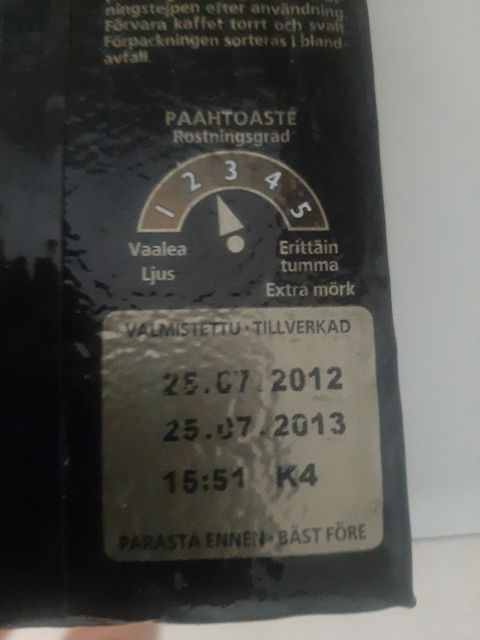 ningstejpen efter användning.
Förvara kaffet torrt och svalt.
Förpackningen sorteras i bland-
avfall.
PAAHTOASTE
Rostningsgrad
1 2 3 4 5
Vaalea
Ljus
Erittäin
tumma
Extra mörk
VALMISTETTU · TILLVERKAD
25.07.2012
25.07.2013
15:51 K4
PARASTA ENNEN · BÄST FÖRE